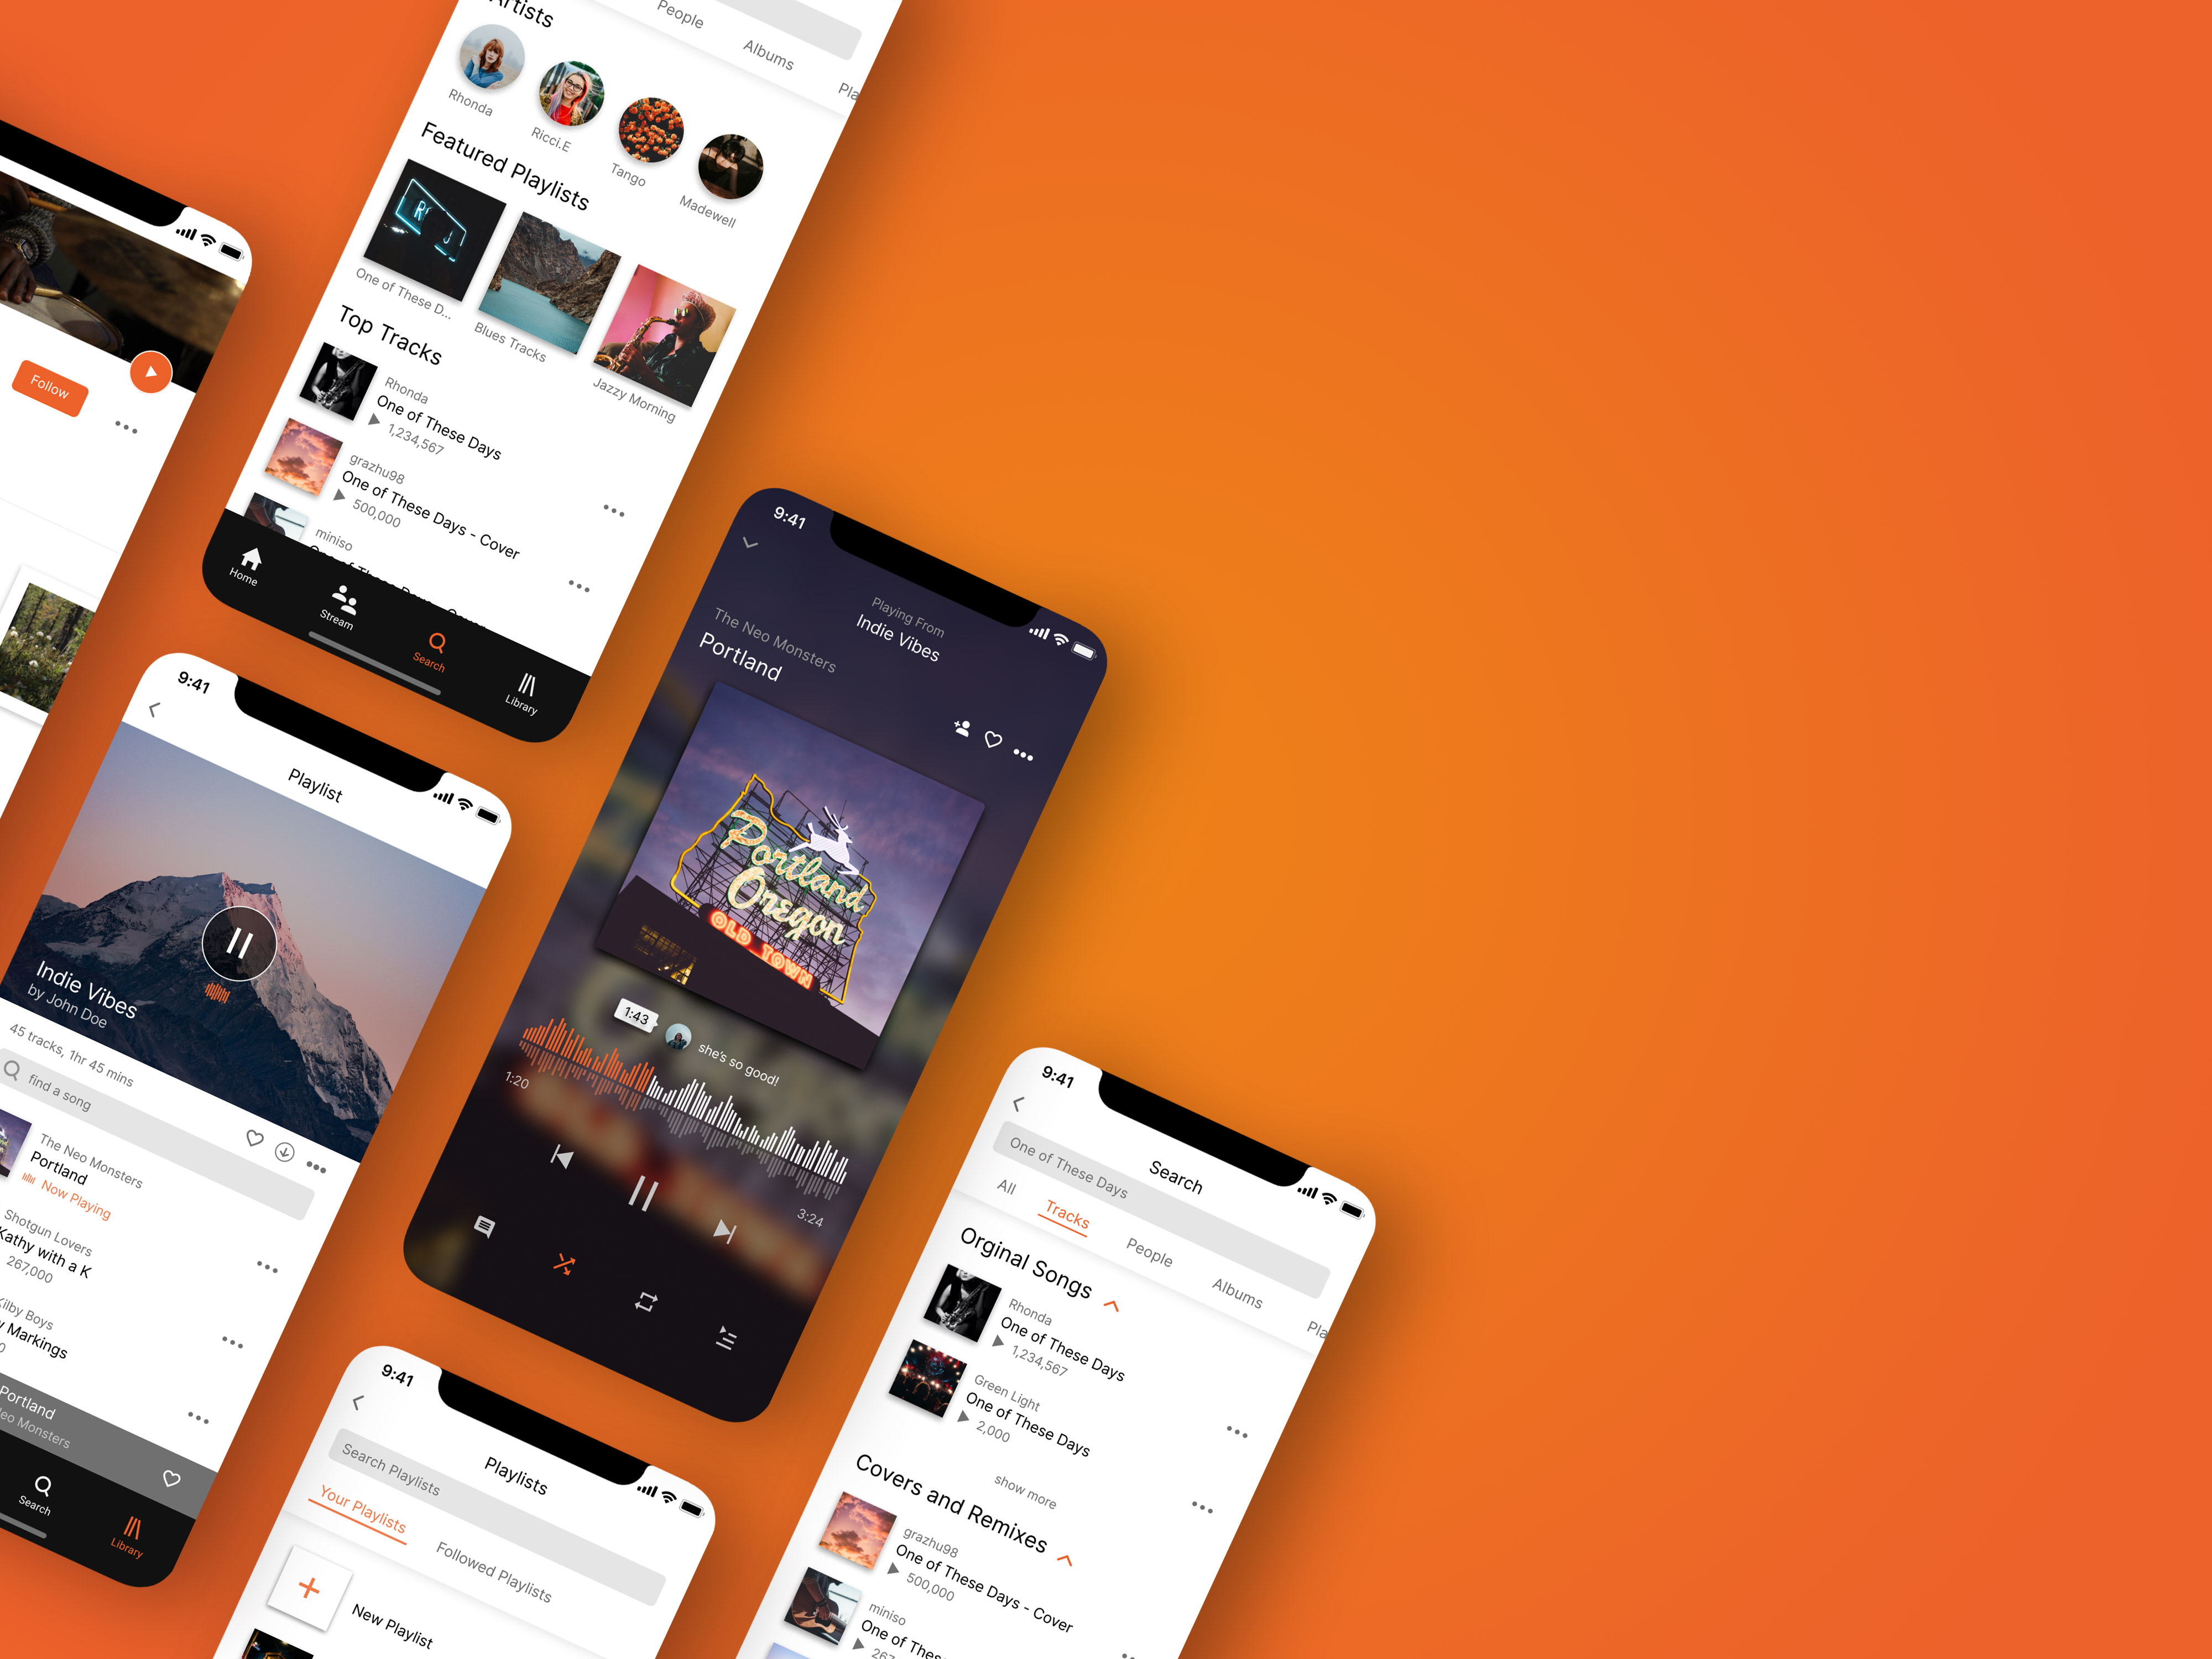 Follow
Artists
People
Albums
Rhonda
Ricci.E
Tango
Madewell
Featured Playlists
One of These D...
Blues Tracks
Jazzy Morning
Top Tracks
Rhonda
One of These Days
1,234,567
grazhu98
One of These Days - Cover
500,000
miniso
Home
Stream
Search
Library
9:41
Playlist
Indie Vibes
by John Doe
45 tracks, 1hr 45 mins
find a song
The Neo Monsters
Portland
Now Playing
Shotgun Lovers
Kathy with a K
267,000
Kilby Boys
Markings
Portland
Neo Monsters
Search
Library
9:41
Playing From
Indie Vibes
The Neo Monsters
Portland
Portland
Oregon
OLD TOWN
1:43
she's so good!
1:20
3:24
9:41
Playlists
Search Playlists
Your Playlists
Followed Playlists
New Playlist
9:41
Search
One of These Days
All
Tracks
People
Albums
Orginal Songs
Rhonda
One of These Days
1,234,567
Green Light
One of These Days
2,000
show more
Covers and Remixes
grazhu98
One of These Days - Cover
500,000
miniso
One of These